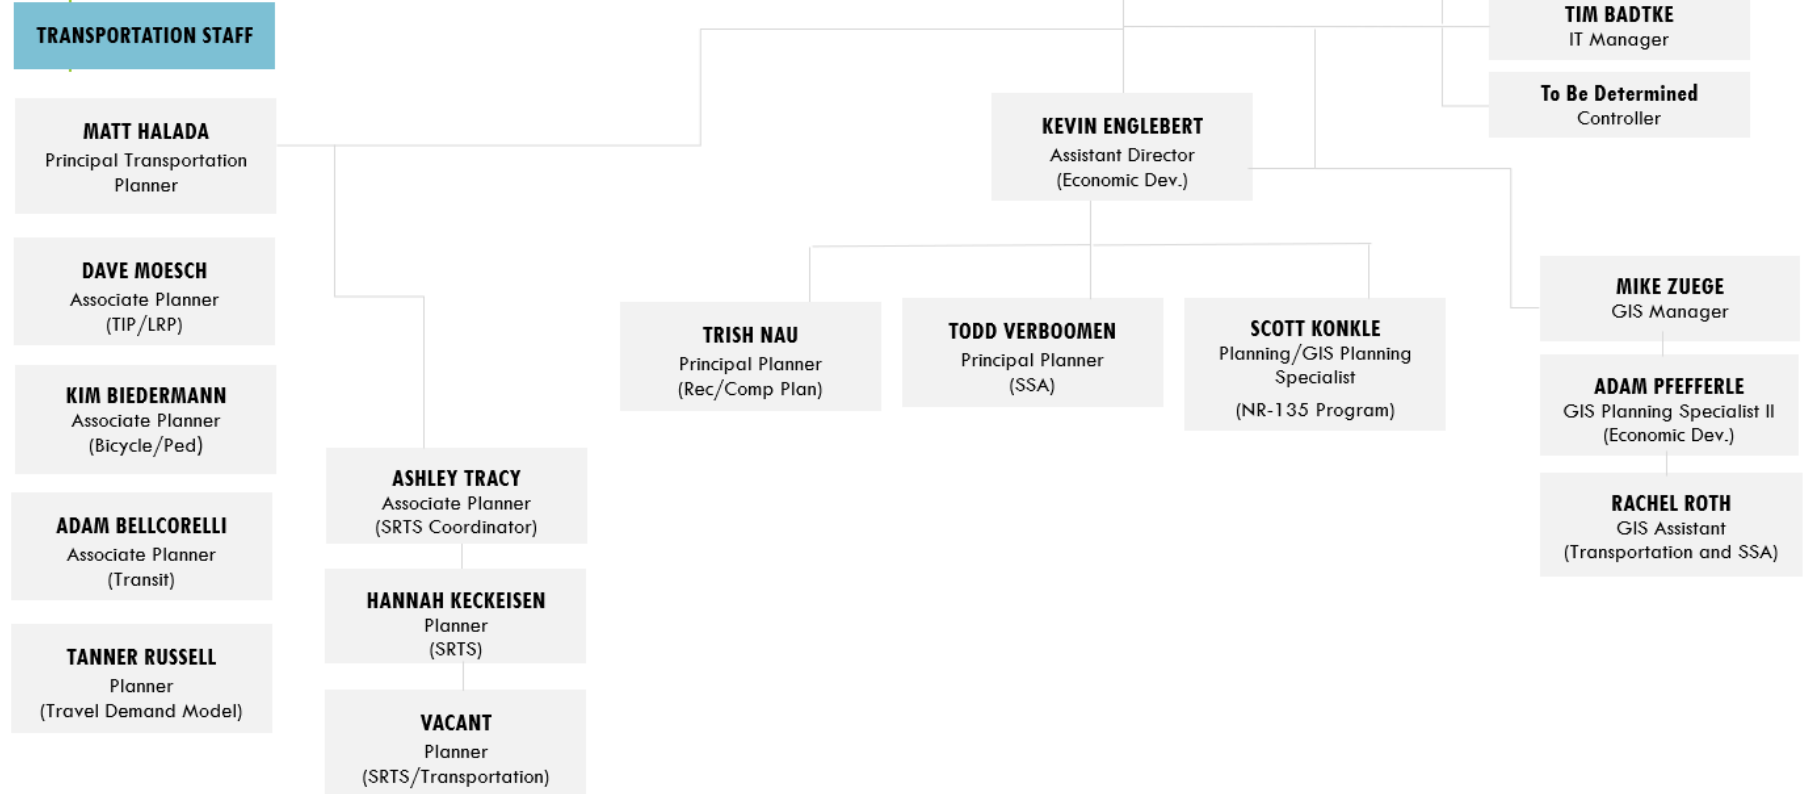 TRANSPORTATION STAFF
MATT HALADA
Principal Transportation
Planner
DAVE MOESCH
Associate Planner
(TIP/LRP)
KIM BIEDERMANN
Associate Planner
(Bicycle/Ped)
ADAM BELLCORELLI
Associate Planner
(Transit)
TANNER RUSSELL
Planner
(Travel Demand Model)
ASHLEY TRACY
Associate Planner
(SRTS Coordinator)
HANNAH KECKEISEN
Planner
(SRTS)
VACANT
Planner
(SRTS/Transportation)
KEVIN ENGLEBERT
Assistant Director
(Economic Dev.)
TRISH NAU
Principal Planner
(Rec/Comp Plan)
TODD VERBOOMEN
Principal Planner
(SSA)
SCOTT KONKLE
Planning/GIS Planning
Specialist
(NR-135 Program)
TIM BADTKE
IT Manager
To Be Determined
Controller
MIKE ZUEGE
GIS Manager
ADAM PFEFFERLE
GIS Planning Specialist II
(Economic Dev.)
RACHEL ROTH
GIS Assistant
(Transportation and SSA)